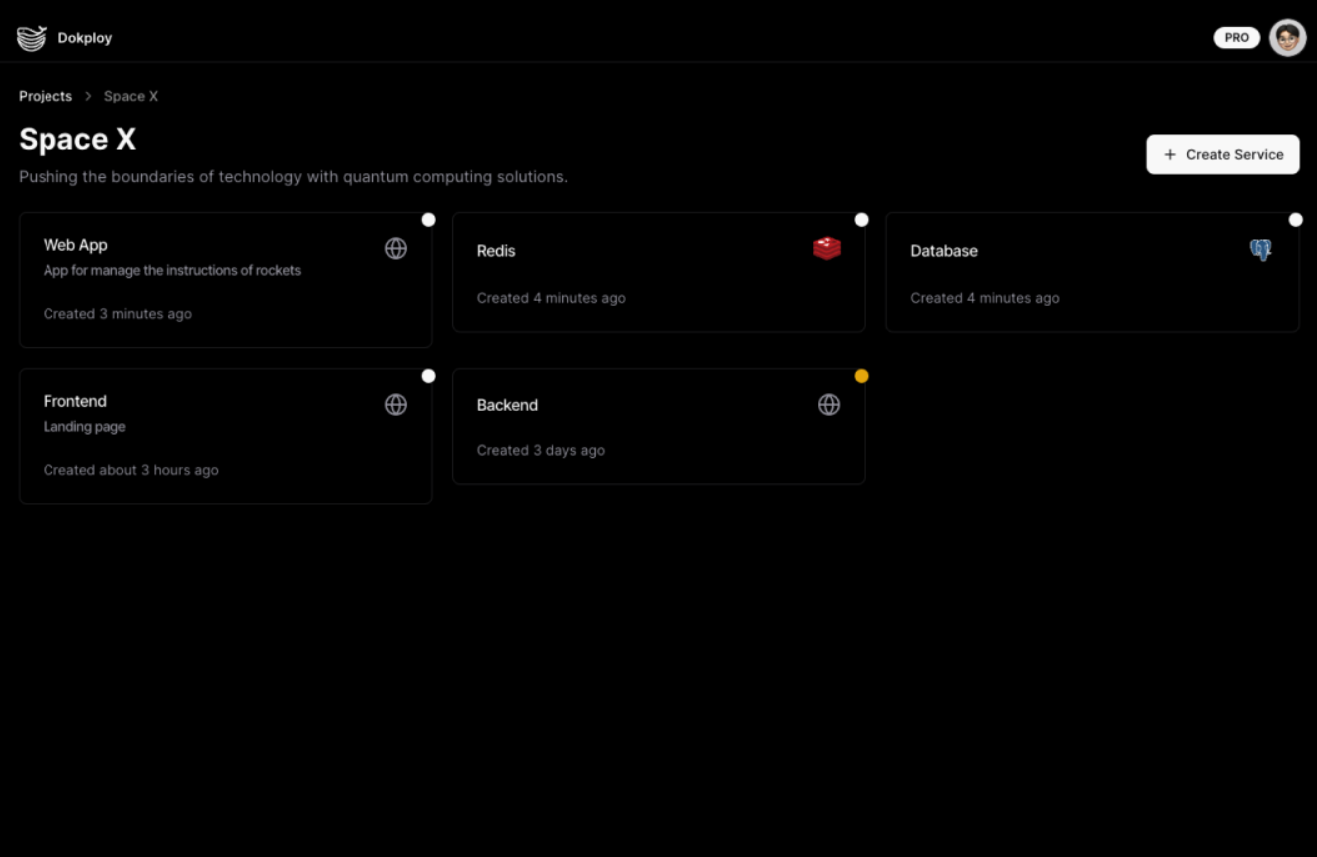 Dokploy
PRO
Projects > Space X
Space X
Pushing the boundaries of technology with quantum computing solutions.
+ Create Service
Web App
App for manage the instructions of rockets
Created 3 minutes ago
Redis
Created 4 minutes ago
Database
Created 4 minutes ago
Frontend
Landing page
Created about 3 hours ago
Backend
Created 3 days ago